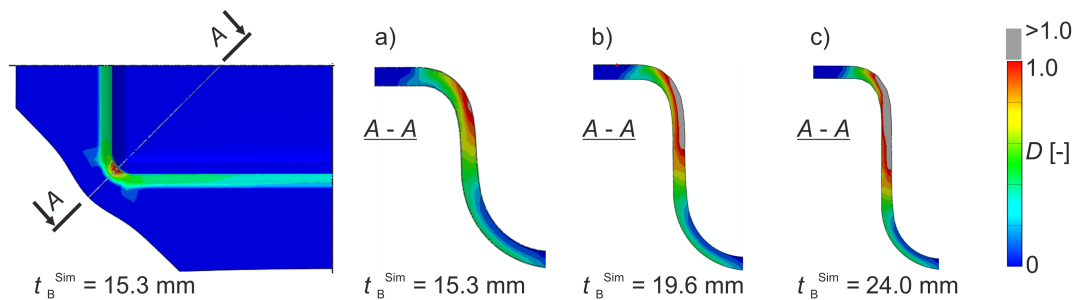 A
A
t B Sim = 15.3 mm
a)
A - A
t B Sim = 15.3 mm
b)
A - A
t B Sim = 19.6 mm
c)
A - A
t B Sim = 24.0 mm
>1.0
1.0
D [-]
0